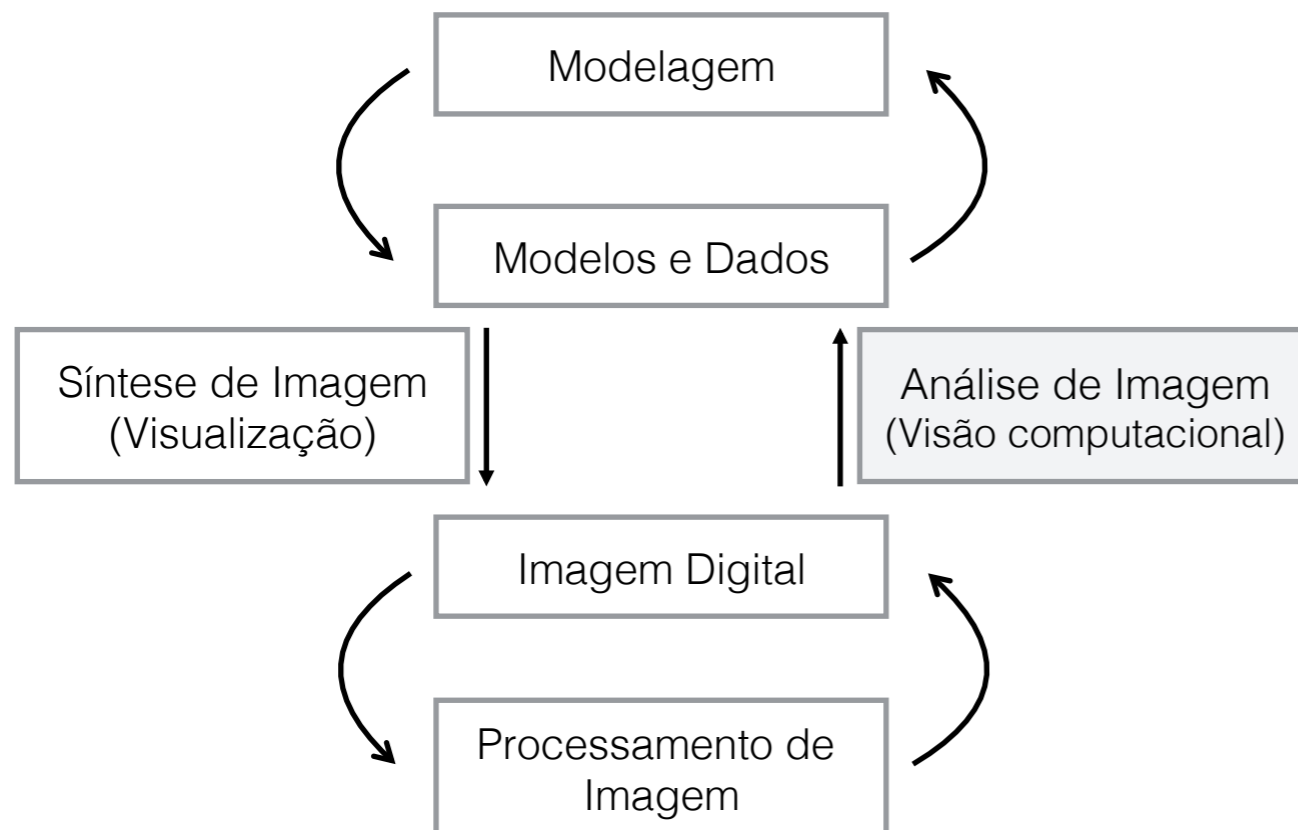 Modelagem
Modelos e Dados
Síntese de Imagem
(Visualização)
Análise de Imagem
(Visão computacional)
Imagem Digital
Processamento de
Imagem